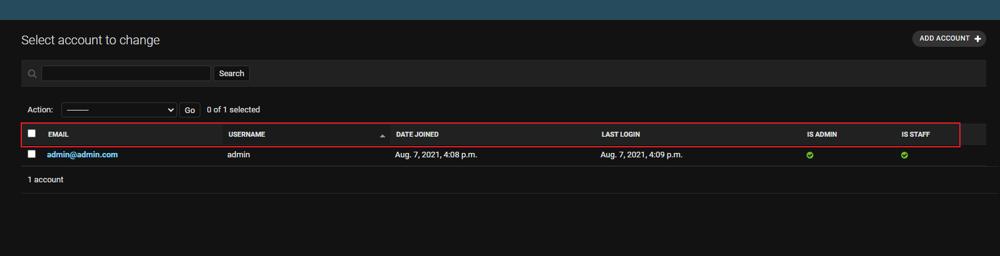 Select account to change
ADD ACCOUNT
Search
Action: --------- Go 0 of 1 selected
EMAIL USERNAME DATE JOINED LAST LOGIN IS ADMIN IS STAFF
admin@admin.com admin Aug. 7, 2021, 4:08 p.m. Aug. 7, 2021, 4:09 p.m.
1 account